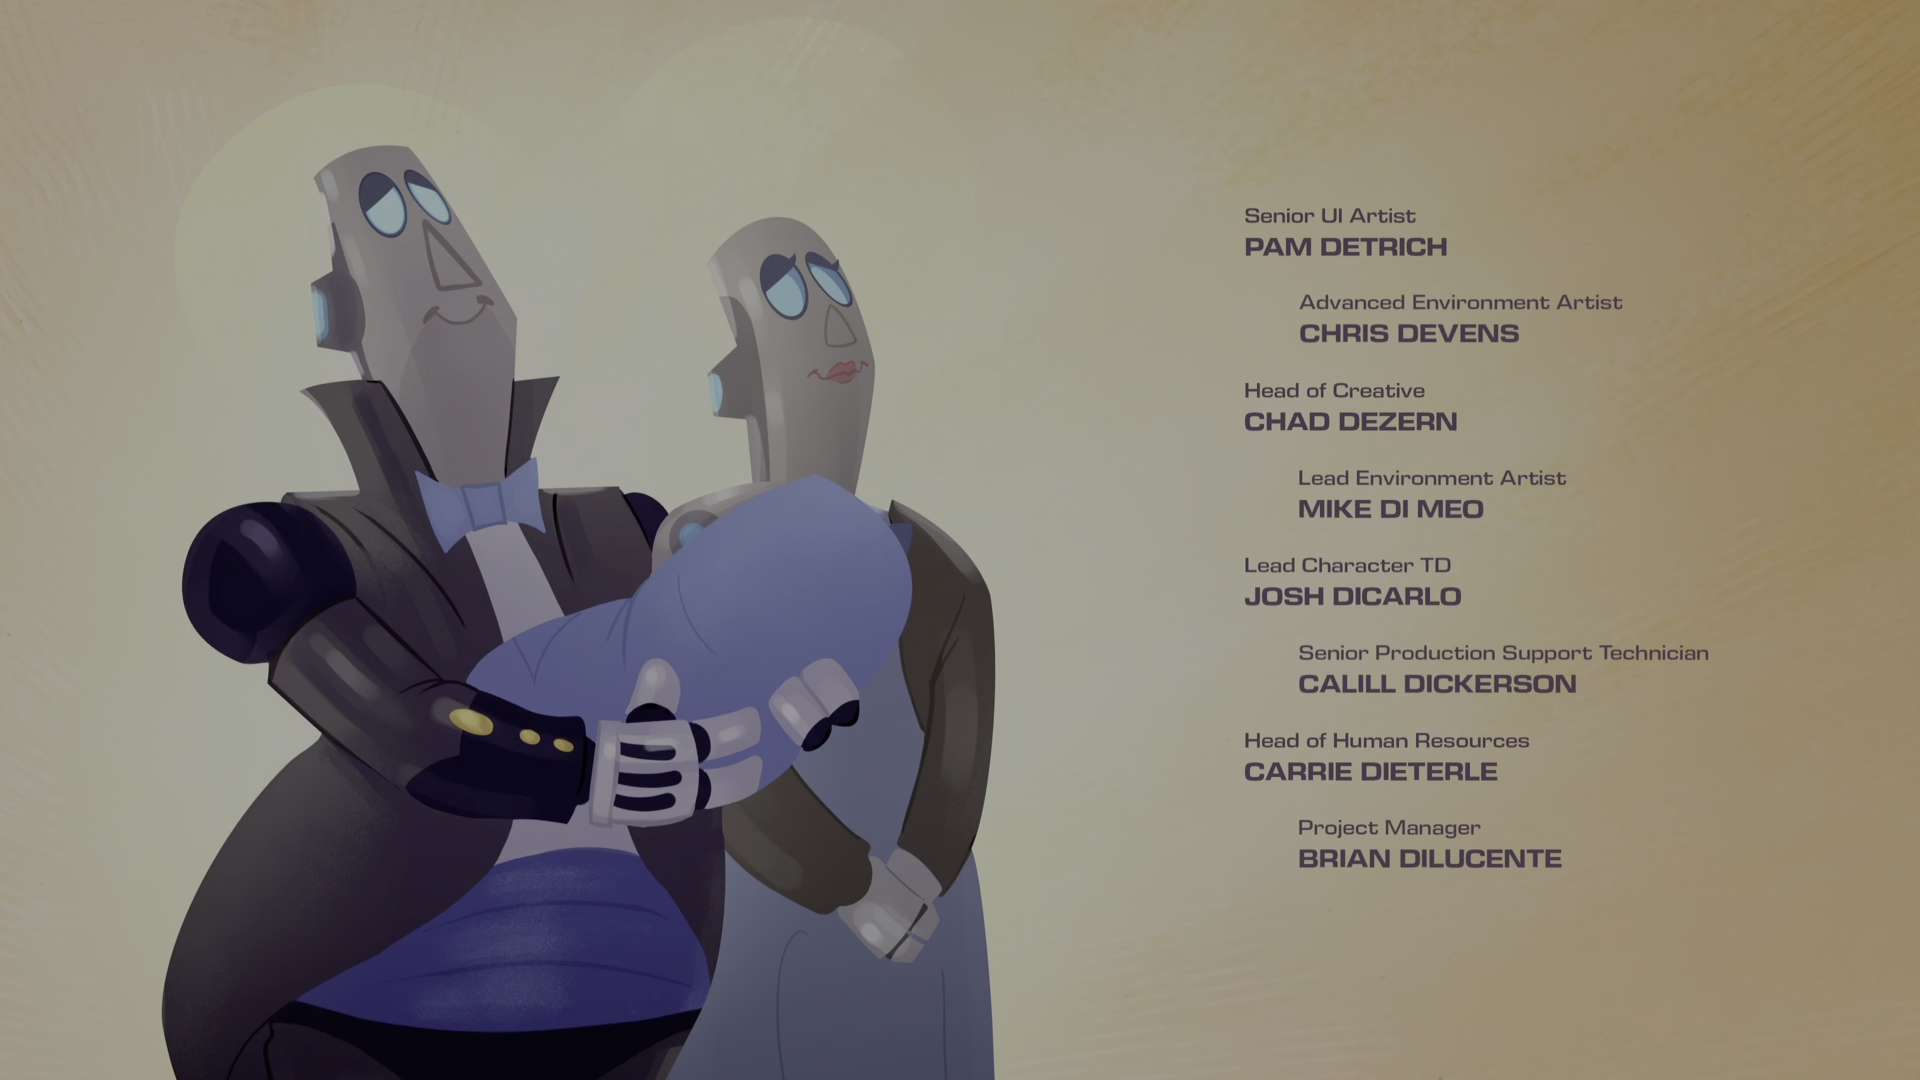 Senior UI Artist
PAM DETRICH
Advanced Environment Artist
CHRIS DEVENS
Head of Creative
CHAD DEZERN
Lead Environment Artist
MIKE DI MEO
Lead Character TD
JOSH DICARLO
Senior Production Support Technician
CALILL DICKERSON
Head of Human Resources
CARRIE DIETERLE
Project Manager
BRIAN DILUCENTE